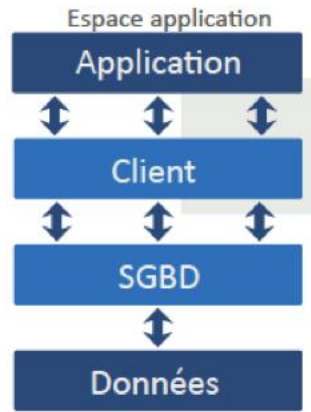 Espace application
Application
Client
SGBD
Données